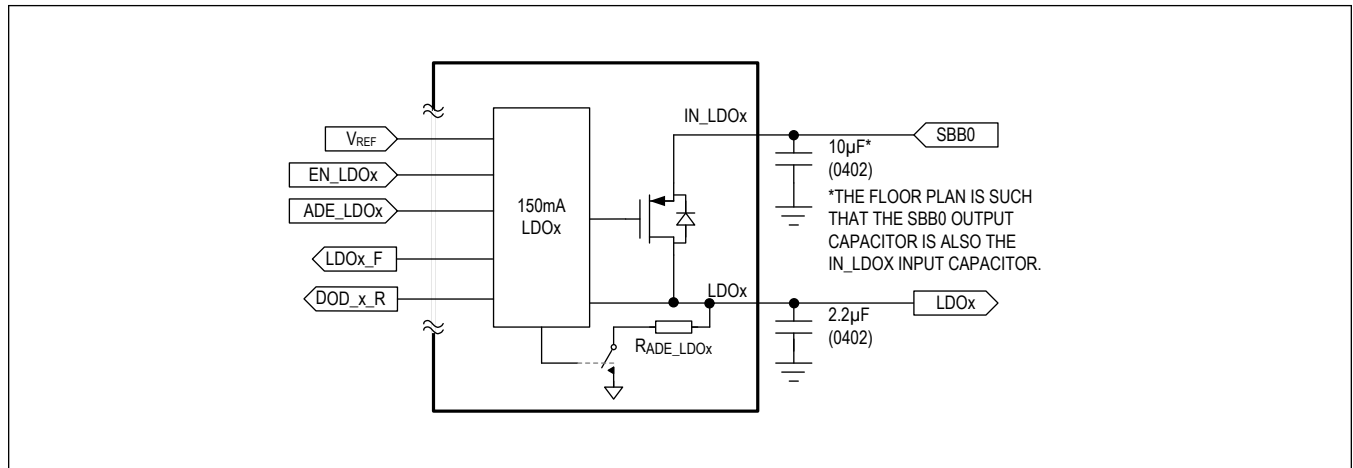 VREF
EN_LDOx
ADE_LDOx
LDOx_F
DOD_x_R
150mA
LDOx
IN_LDOx
SBB0
10µF*
(0402)
*THE FLOOR PLAN IS SUCH
THAT THE SBB0 OUTPUT
CAPACITOR IS ALSO THE
IN_LDOX INPUT CAPACITOR.
LDOx
LDOx
2.2µF
(0402)
RADE_LDOx